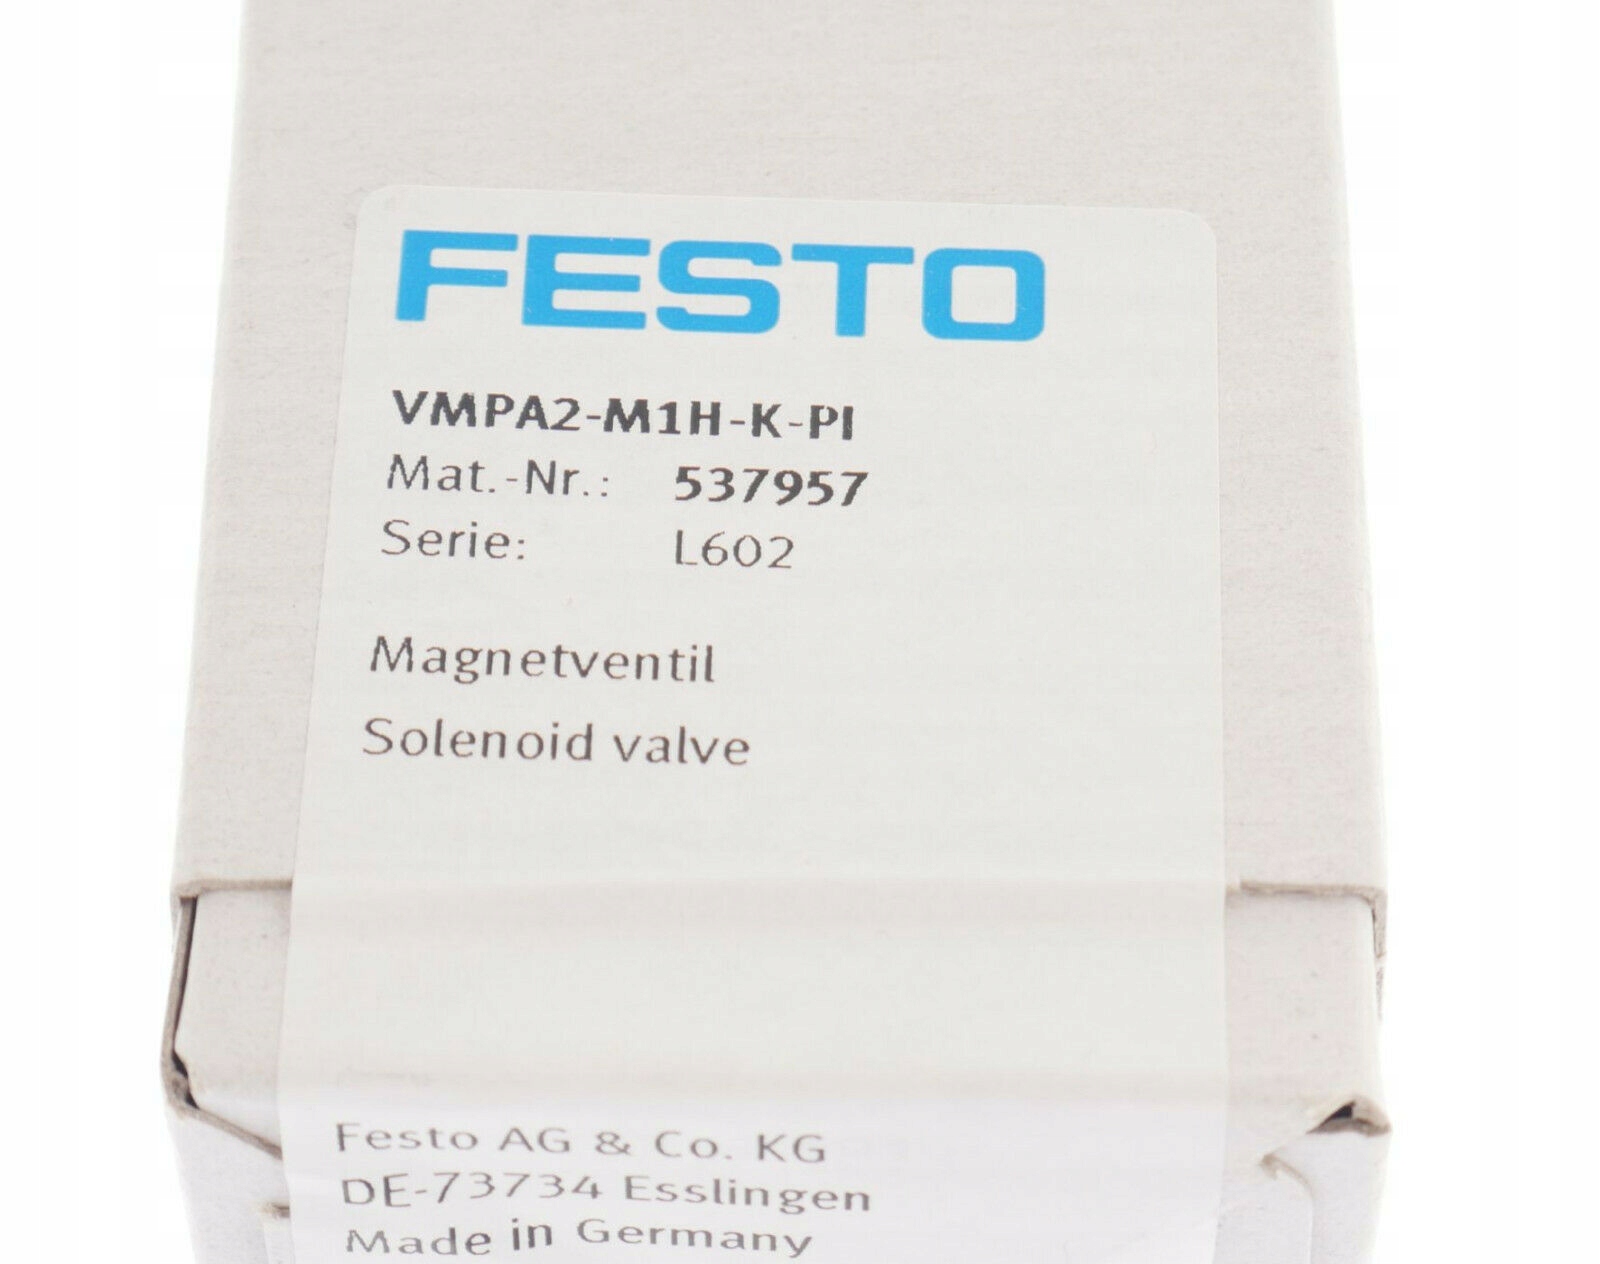 FESTO
VMPA2-M1H-K-PI
Mat.-Nr.: 537957
Serie: L602
Magnetventil
Solenoid valve
Festo AG & Co. KG
DE-73734 Esslingen
Made in Germany